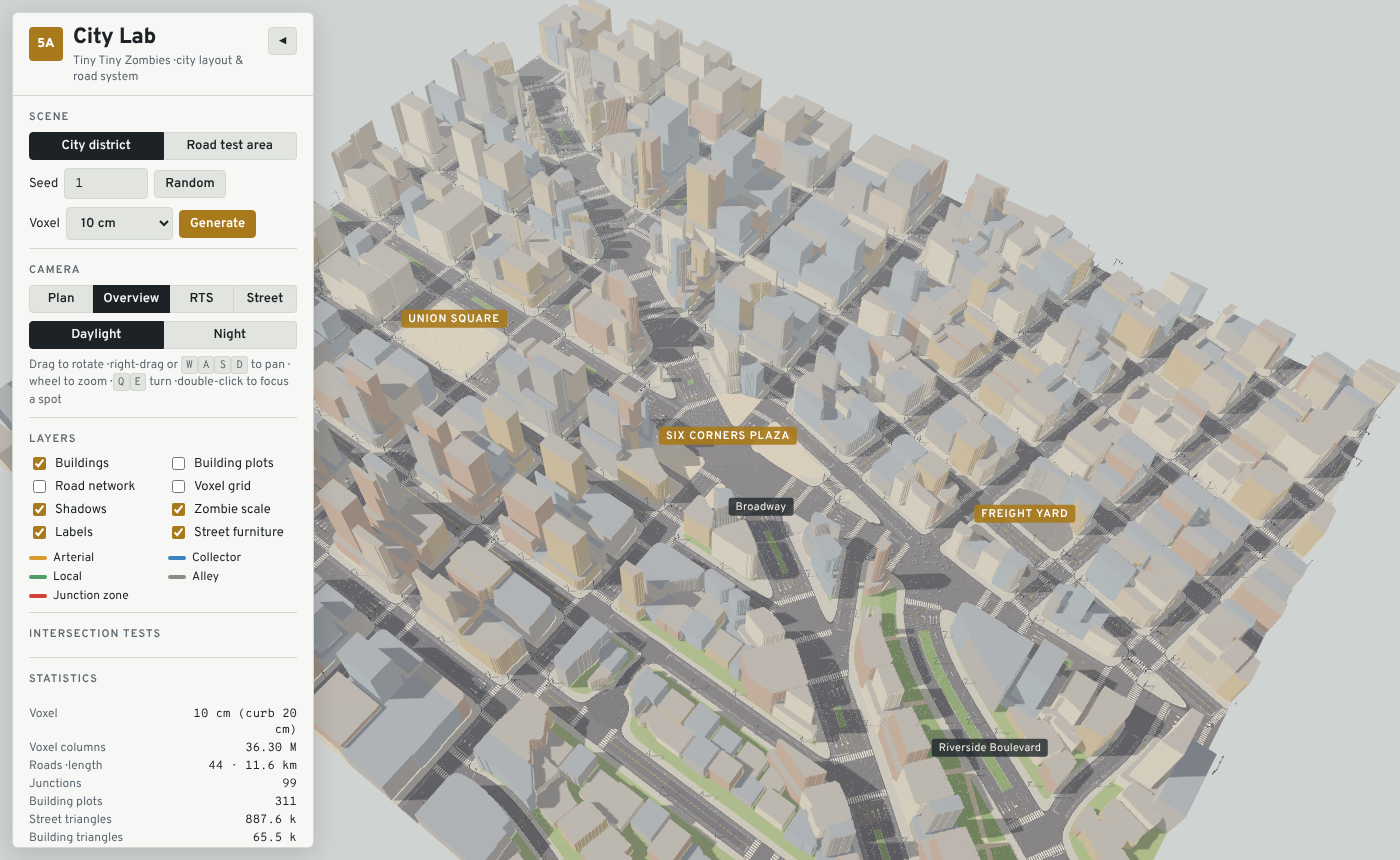 5A
City Lab
◄
Tiny Tiny Zombies · city layout &
road system
SCENE
City district
Road test area
Seed
1
Random
Voxel
10 cm
Generate
CAMERA
Plan
Overview
RTS
Street
Daylight
Night
Drag to rotate · right-drag or W A S D to pan ·
wheel to zoom · Q E turn · double-click to focus
a spot
LAYERS
Buildings
Building plots
Road network
Voxel grid
Shadows
Zombie scale
Labels
Street furniture
Arterial
Collector
Local
Alley
Junction zone
INTERSECTION TESTS
STATISTICS
Voxel 10 cm (curb 20
cm)
Voxel columns 36.30 M
Roads · length 44 · 11.6 km
Junctions 99
Building plots 311
Street triangles 887.6 k
Building triangles 65.5 k
UNION SQUARE
SIX CORNERS PLAZA
Broadway
FREIGHT YARD
Riverside Boulevard